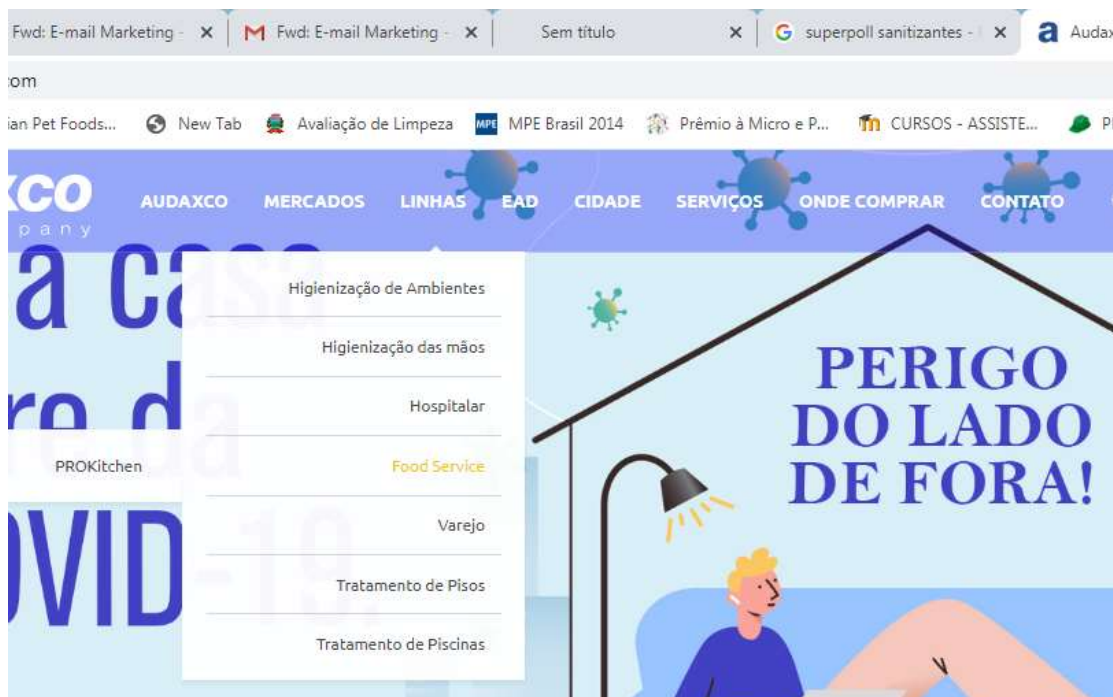 Fwd: E-mail Marketing -
Fwd: E-mail Marketing -
Sem título
superpoll sanitizantes -
Audax
com
ian Pet Foods...
New Tab
Avaliação de Limpeza
MPE
MPE Brasil 2014
Prêmio à Micro e P...
CURSOS - ASSISTE...
XCO
pany
AUDAXCO
MERCADOS
LINHAS
EAD
CIDADE
SERVIÇOS
ONDE COMPRAR
CONTATO
a casa
re da
OVID-19.
Higienização de Ambientes
Higienização das mãos
Hospitalar
PROKitchen
Food Service
Varejo
Tratamento de Pisos
Tratamento de Piscinas
PERIGO
DO LADO
DE FORA!